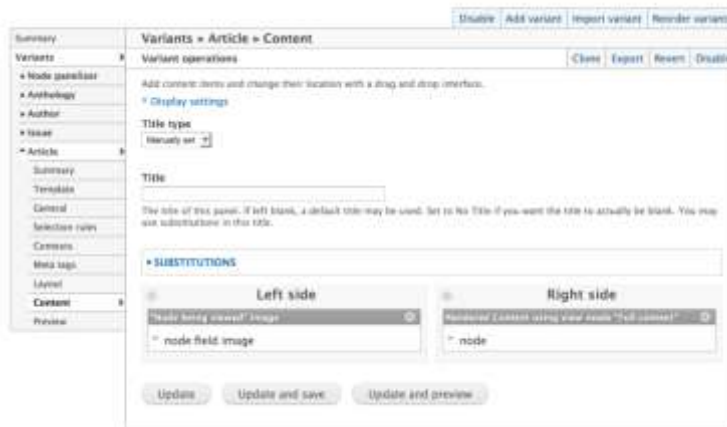 Disable Add variant Import variant Reorder variants
Summary
Variants
Node panelizer
Anthology
Author
Issue
Article
Summary
Template
General
Selection rules
Contexts
Meta tags
Layout
Content
Preview
Variants » Article » Content
Variant operations
Clone Export Revert Disable
Add content items and change their location with a drag and drop interface.
Display settings
Title type
Manually set
Title
The title of this panel. If left blank, a default title may be used. Set to No Title if you want the title to actually be blank. You may
use substitutions in this title.
SUBSTITUTIONS
Left side
"Node being viewed" Image
node field image
Right side
Rendered Content using view mode "Full content"
node
Update Update and save Update and preview